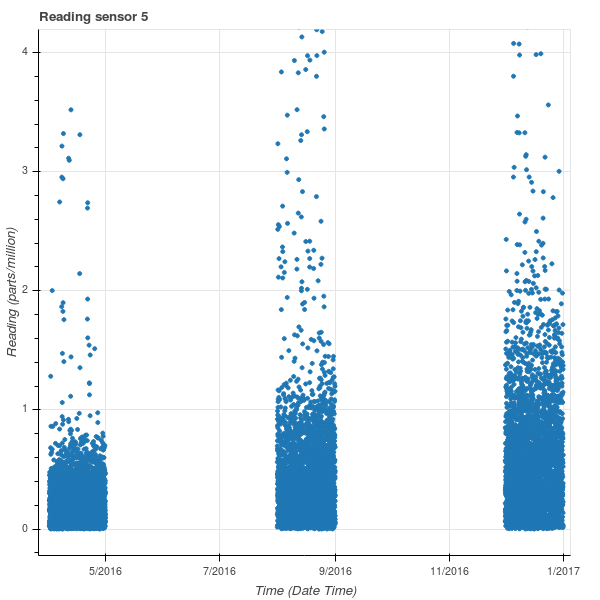 Reading sensor 5
4
3
2
1
0
Reading (parts/million)
5/2016 7/2016 9/2016 11/2016 1/2017
Time (Date Time)